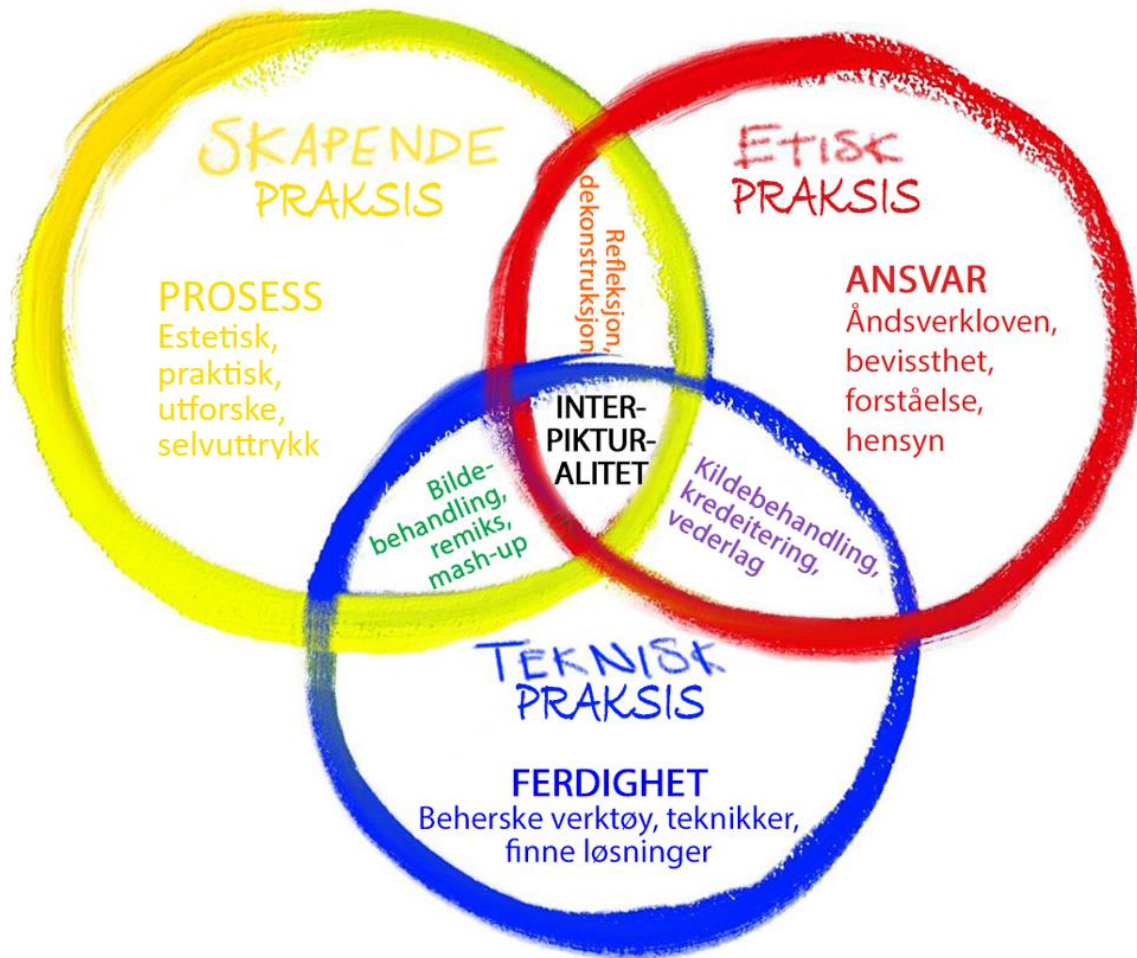 SKAPENDE
PRAKSIS
PROSESS
Estetisk,
praktisk,
utforske,
selvuttrykk
Refleksjon,
dekonstruksjon
ETISK
PRAKSIS
ANSVAR
Åndsverkloven,
bevissthet,
forståelse,
hensyn
INTER-
PIKTUR-
ALITET
Bilde-
behandling,
remiks,
mash-up
Kildebehandling,
kredeitering,
vederlag
TEKNISK
PRAKSIS
FERDIGHET
Beherske verktøy, teknikker,
finne løsninger